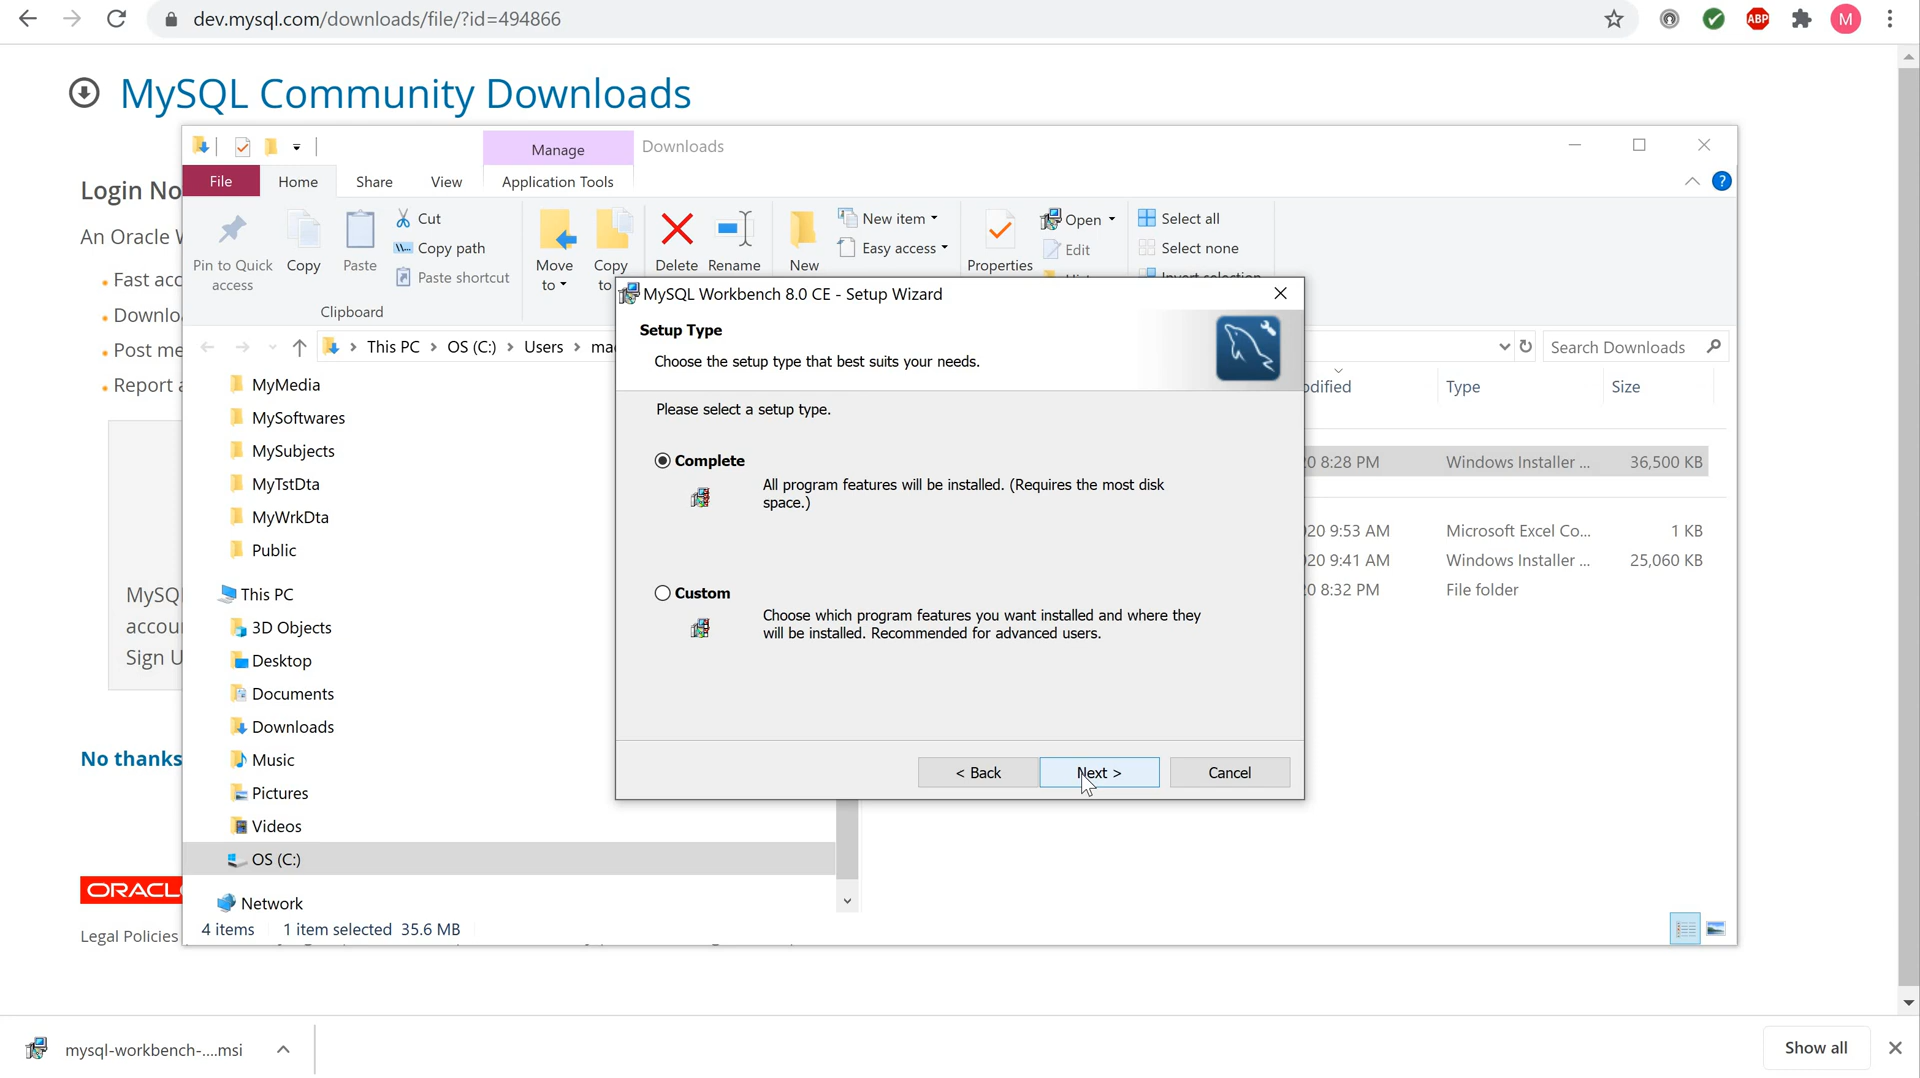 dev.mysql.com/downloads/file/?id=494866
ABP
M
MySQL Community Downloads
Manage
Downloads
File
Home
Share
View
Application Tools
?
Login No
An Oracle W
Fast acc
Downlo
Post me
Report a
Pin to Quick
access
Copy
Paste
Cut
Copy path
Paste shortcut
Clipboard
Move
to
Copy
to
Delete
Rename
New
New item
Easy access
Properties
Open
Edit
Select all
Select none
Invert selection
This PC
OS (C:)
Users
Search Downloads
MyMedia
MySoftwares
MySubjects
MyTstDta
MyWrkDta
Public
This PC
3D Objects
Desktop
Documents
Downloads
Music
Pictures
Videos
OS (C:)
Network
4 items
1 item selected 35.6 MB
odified
Type
Size
0 8:28 PM
Windows Installer ...
36,500 KB
20 9:53 AM
Microsoft Excel Co...
1 KB
20 9:41 AM
Windows Installer ...
25,060 KB
0 8:32 PM
File folder
MySQL Workbench 8.0 CE - Setup Wizard
Setup Type
Choose the setup type that best suits your needs.
Please select a setup type.
Complete
All program features will be installed. (Requires the most disk
space.)
Custom
Choose which program features you want installed and where they
will be installed. Recommended for advanced users.
< Back
Next >
Cancel
MySQ
accou
Sign U
No thanks
ORACL
Legal Policies
mysql-workbench-....msi
Show all